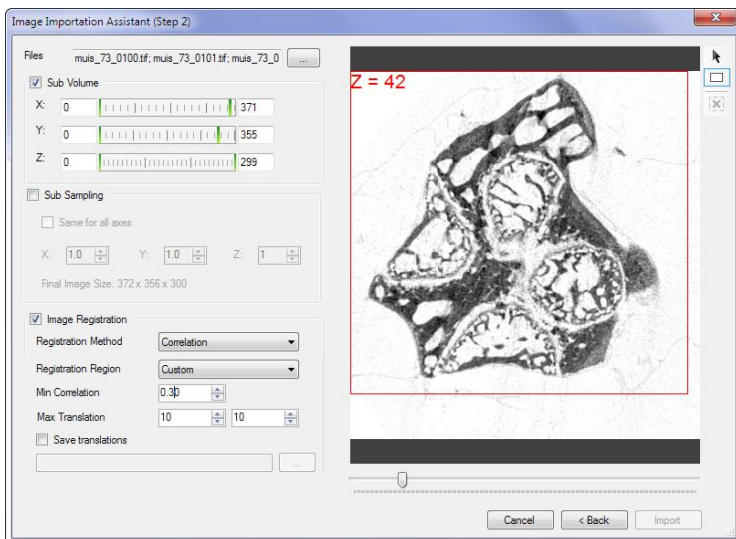 Image Importation Assistant (Step 2)
Files muis_73_0100.tif; muis_73_0101.tif; muis_73_0 ...
Sub Volume
X: 0 371
Y: 0 355
Z: 0 299
Sub Sampling
Same for all axes
X: 1.0 Y: 1.0 Z: 1
Final Image Size: 372 x 356 x 300
Image Registration
Registration Method Correlation
Registration Region Custom
Min Correlation 0.30
Max Translation 10 10
Save translations
...
Z = 42
Cancel < Back Import